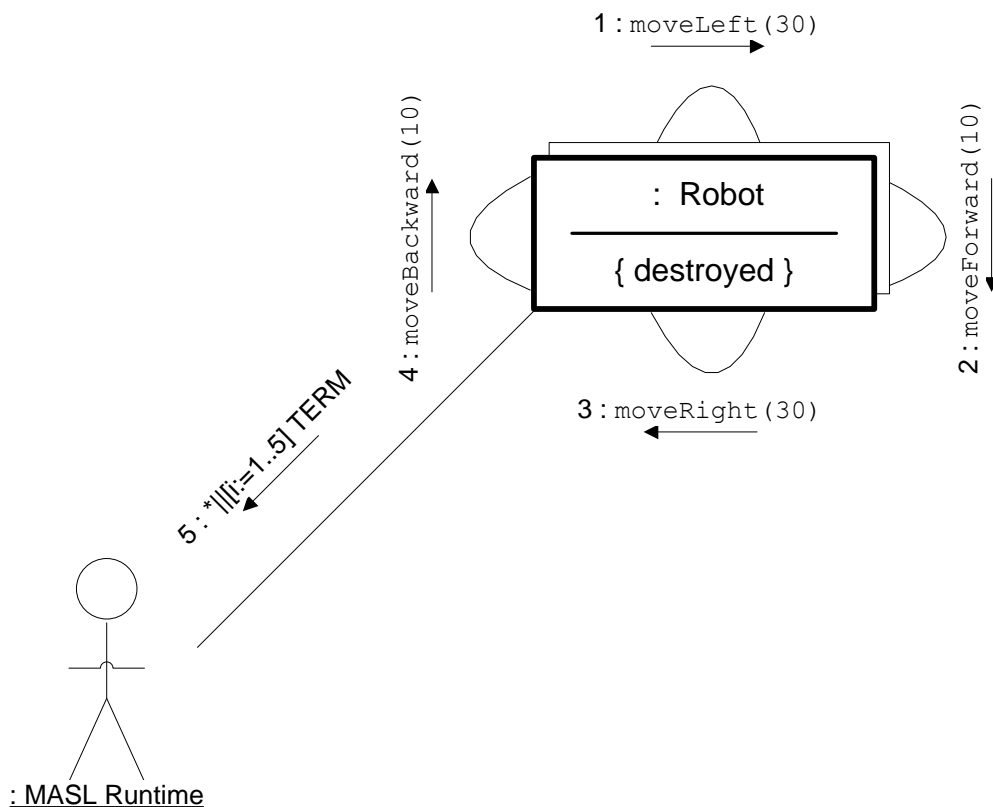 1 : moveLeft(30)
: Robot
{ destroyed }
2 : moveForward(10)
3 : moveRight(30)
4 : moveBackward(10)
5 : *||[i:=1..5] TERM
: MASL Runtime